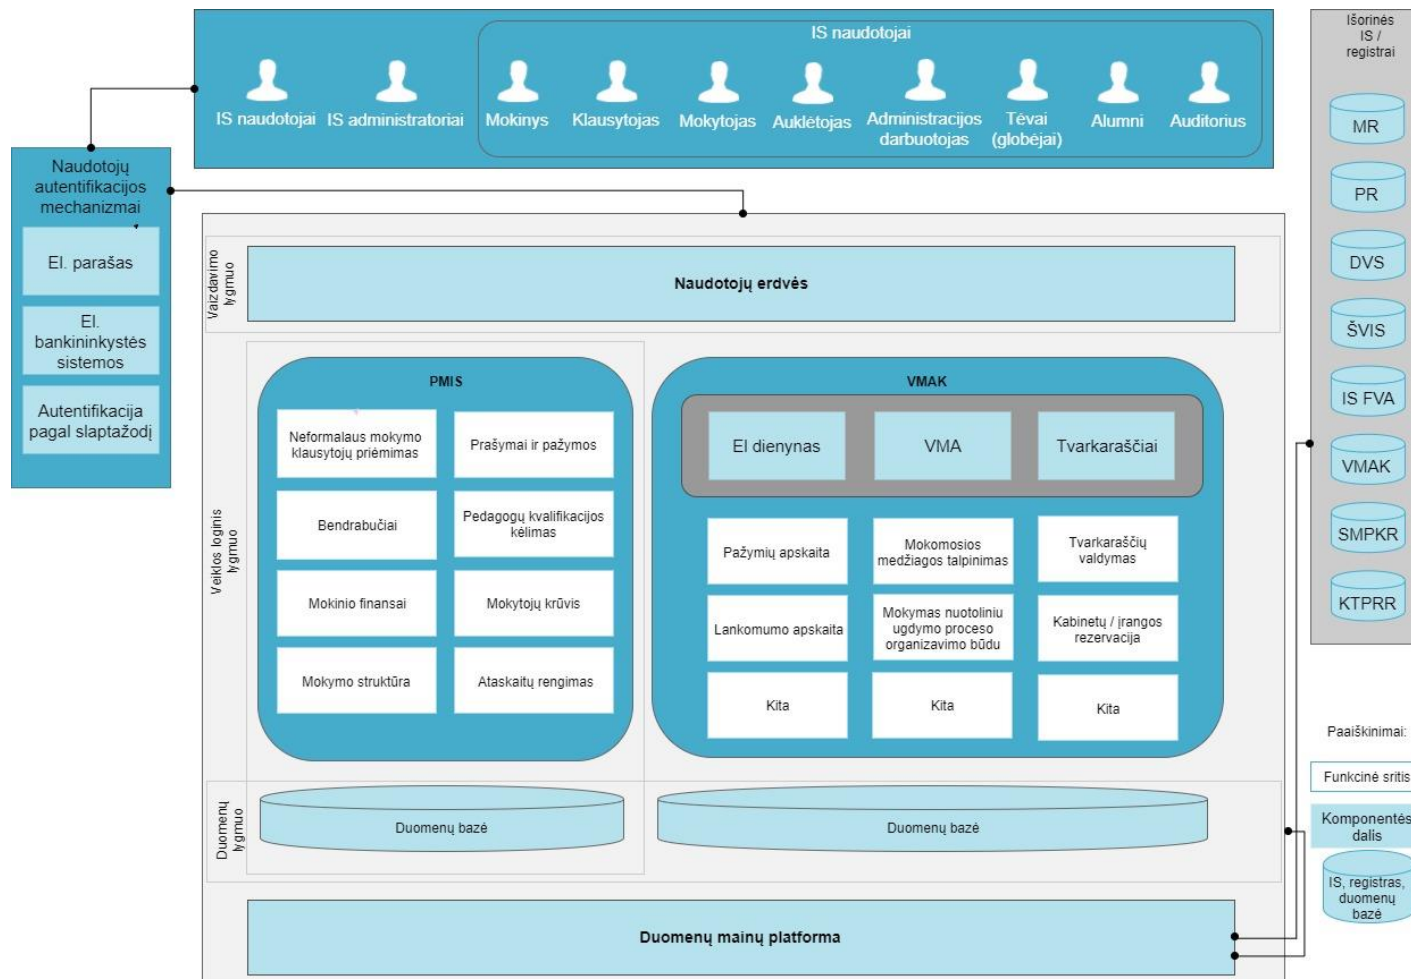 IS naudotojai
IS naudotojai
IS administratoriai
Mokinys
Klausytojas
Mokytojas
Auklėtojas
Administracijos
darbuotojas
Tėvai
(globėjai)
Alumni
Auditorius
Išorinės
IS /
registrai
MR
PR
DVS
ŠVIS
IS FVA
VMAK
SMPKR
KTPRR
Naudotojų
autentifikacijos
mechanizmai
El. parašas
El.
bankininkystės
sistemos
Autentifikacija
pagal slaptažodį
Vaizdavimo
lygmuo
Naudotojų erdvės
Veiklos loginis
lygmuo
PMIS
Neformalaus mokymo
klausytojų priėmimas
Prašymai ir pažymos
Bendrabučiai
Pedagogų kvalifikacijos
kėlimas
Mokinio finansai
Mokytojų krūvis
Mokymo struktūra
Ataskaitų rengimas
VMAK
El dienynas
VMA
Tvarkaraščiai
Pažymių apskaita
Mokomosios
medžiagos talpinimas
Tvarkaraščių
valdymas
Lankomumo apskaita
Mokymas nuotoliniu
ugdymo proceso
organizavimo būdu
Kabinetų / įrangos
rezervacija
Kita
Kita
Kita
Duomenų
lygmuo
Duomenų bazė
Duomenų bazė
Duomenų mainų platforma
Paaiškinimai:
Funkcinė sritis
Komponentės
dalis
IS, registras,
duomenų
bazė